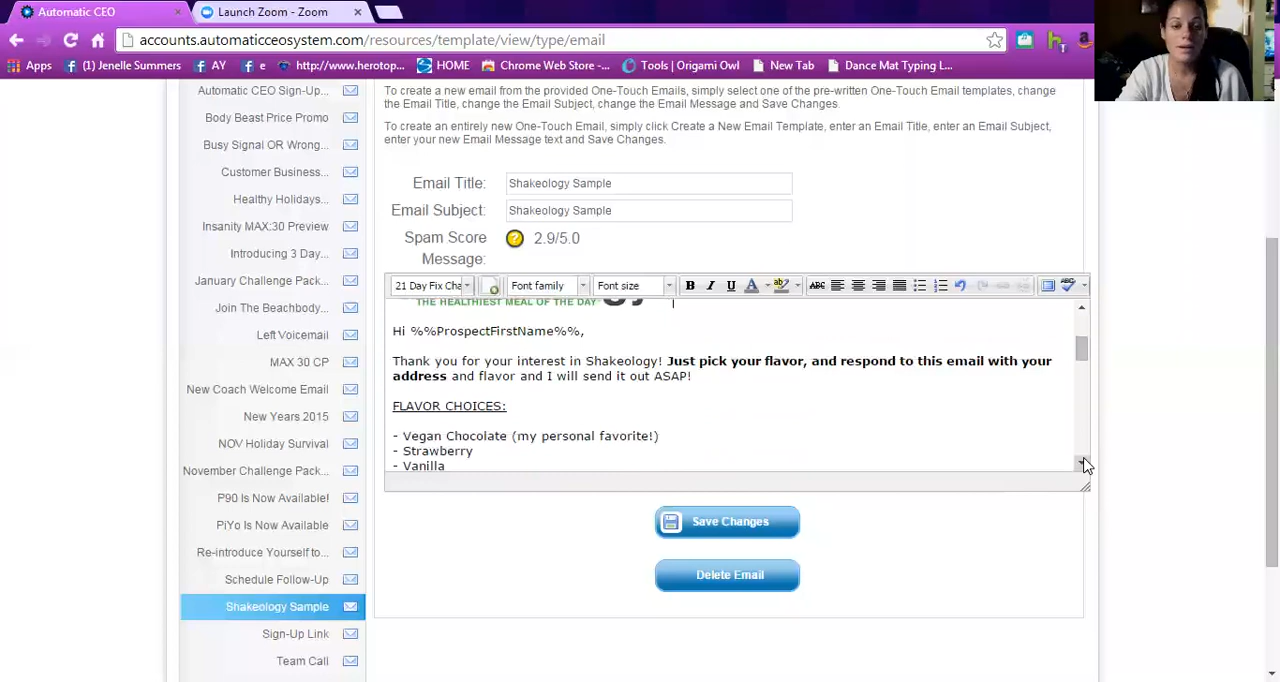 Automatic CEO
Launch Zoom - Zoom
accounts.automaticceosystem.com/resources/template/view/type/email
Apps
(1) Jenelle Summers
AY
e
http://www.herotop...
HOME
Chrome Web Store -...
Tools | Origami Owl
New Tab
Dance Mat Typing L...
Automatic CEO Sign-Up...
Body Beast Price Promo
Busy Signal OR Wrong...
Customer Business...
Healthy Holidays...
Insanity MAX:30 Preview
Introducing 3 Day...
January Challenge Pack...
Join The Beachbody...
Left Voicemail
MAX 30 CP
New Coach Welcome Email
New Years 2015
NOV Holiday Survival
November Challenge Pack...
P90 Is Now Available!
PiYo Is Now Available
Re-introduce Yourself to...
Schedule Follow-Up
Shakeology Sample
Sign-Up Link
Team Call
To create a new email from the provided One-Touch Emails, simply select one of the pre-written One-Touch Email templates, change
the Email Title, change the Email Subject, change the Email Message and Save Changes.
To create an entirely new One-Touch Email, simply click Create a New Email Template, enter an Email Title, enter an Email Subject,
enter your new Email Message text and Save Changes.
Email Title: Shakeology Sample
Email Subject: Shakeology Sample
Spam Score ? 2.9/5.0
Message:
21 Day Fix Cha Font family Font size B I U A ab ABC
THE HEALTHIEST MEAL OF THE DAY
Hi %%ProspectFirstName%%,
Thank you for your interest in Shakeology! Just pick your flavor, and respond to this email with your
address and flavor and I will send it out ASAP!
FLAVOR CHOICES:
- Vegan Chocolate (my personal favorite!)
- Strawberry
- Vanilla
Save Changes
Delete Email